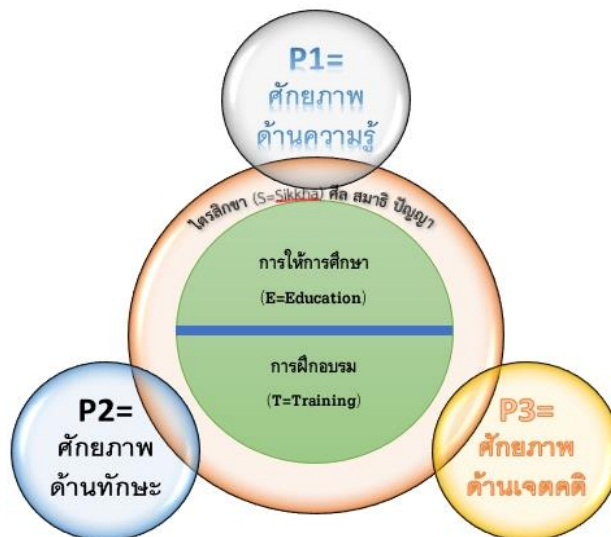 P1=
ศักยภาพ
ด้านความรู้
ไตรสิกขา (S=Sikkha) ศีล สมาธิ ปัญญา
การให้การศึกษา
(E=Education)
การฝึกอบรม
(T=Training)
P2=
ศักยภาพ
ด้านทักษะ
P3=
ศักยภาพ
ด้านเจตคติ